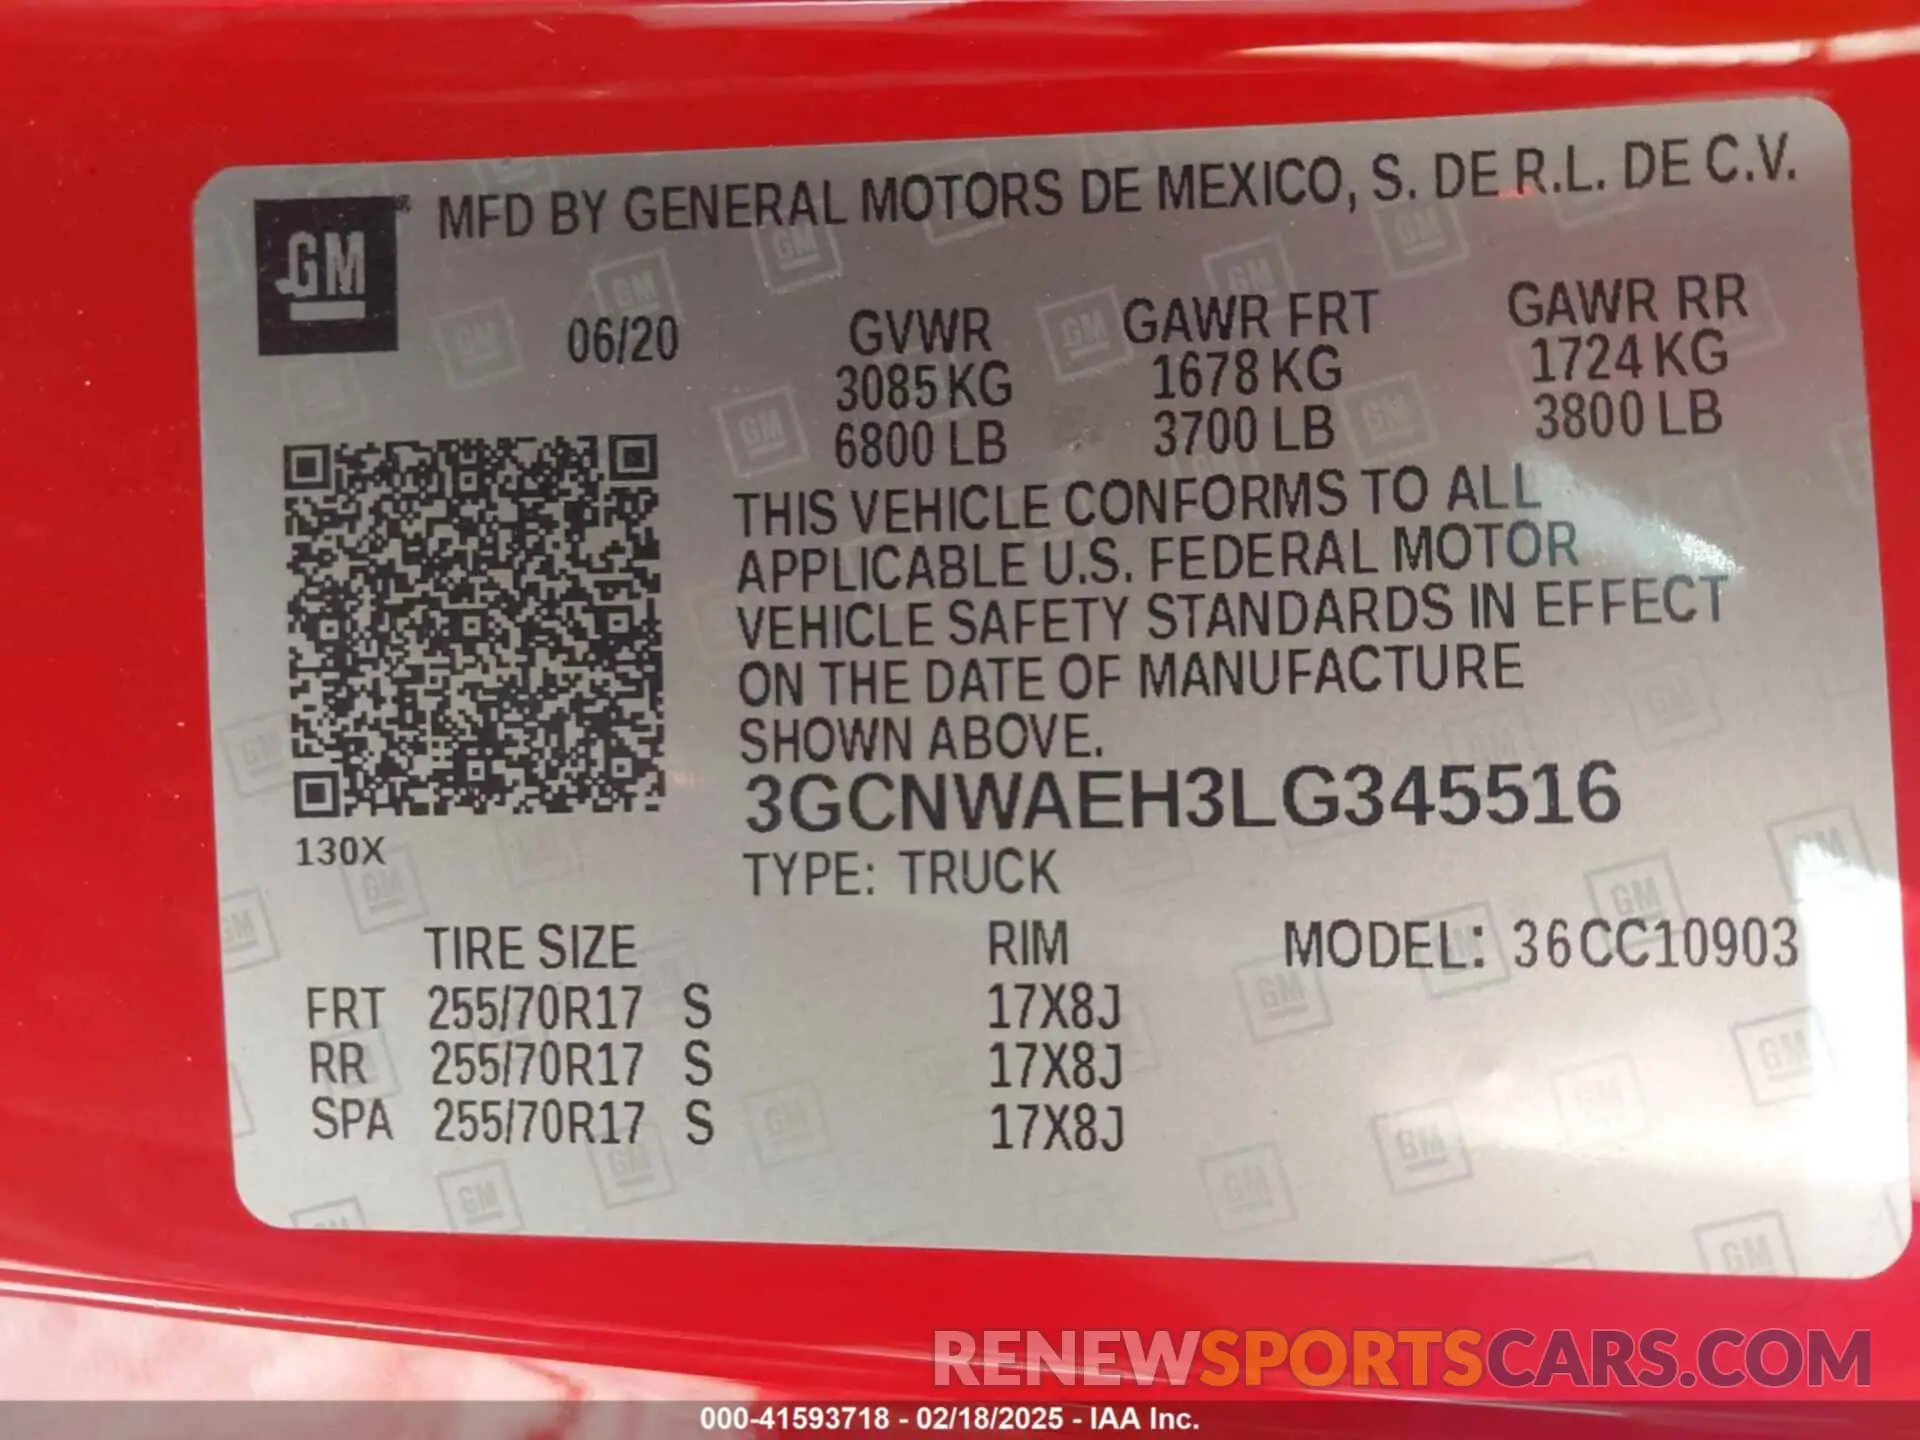 GM
MFD BY GENERAL MOTORS DE MEXICO, S. DE R.L. DE C.V.
06/20 GVWR GAWR FRT GAWR RR
3085 KG 1678 KG 1724 KG
6800 LB 3700 LB 3800 LB
THIS VEHICLE CONFORMS TO ALL
APPLICABLE U.S. FEDERAL MOTOR
VEHICLE SAFETY STANDARDS IN EFFECT
ON THE DATE OF MANUFACTURE
SHOWN ABOVE.
3GCNWAEH3LG345516
130X
TYPE: TRUCK
TIRE SIZE RIM MODEL: 36CC10903
FRT 255/70R17 S 17X8J
RR 255/70R17 S 17X8J
SPA 255/70R17 S 17X8J
RENEWSPORTSCARS.COM
000-41593718 - 02/18/2025 - IAA Inc.